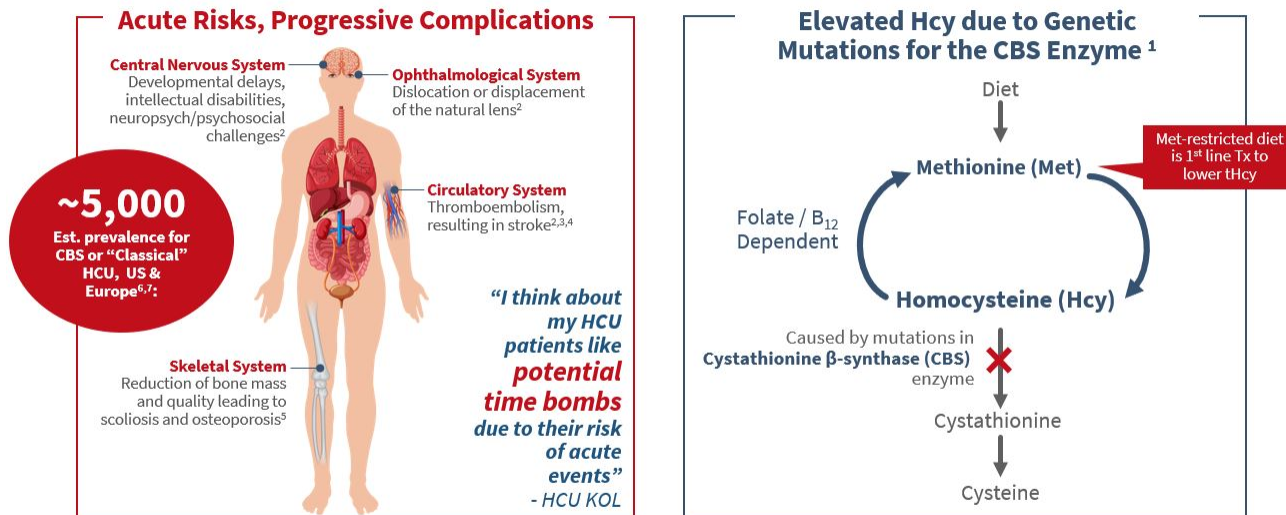 Acute Risks, Progressive Complications
Central Nervous System
Developmental delays,
intellectual disabilities,
neuropsych/psychosocial
challenges²
Ophthalmological System
Dislocation or displacement
of the natural lens²
~5,000
Est. prevalence for
CBS or “Classical”
HCU, US &
Europe⁶,⁷:
Circulatory System
Thromboembolism,
resulting in stroke²,³,⁴
Skeletal System
Reduction of bone mass
and quality leading to
scoliosis and osteoporosis⁵
“I think about
my HCU
patients like
potential
time bombs
due to their risk
of acute
events”
- HCU KOL
Elevated Hcy due to Genetic
Mutations for the CBS Enzyme ¹
Diet
Methionine (Met)
Met-restricted diet
is 1st line Tx to
lower tHcy
Folate / B₁₂
Dependent
Homocysteine (Hcy)
Caused by mutations in
Cystathionine β-synthase (CBS)
enzyme
Cystathionine
Cysteine